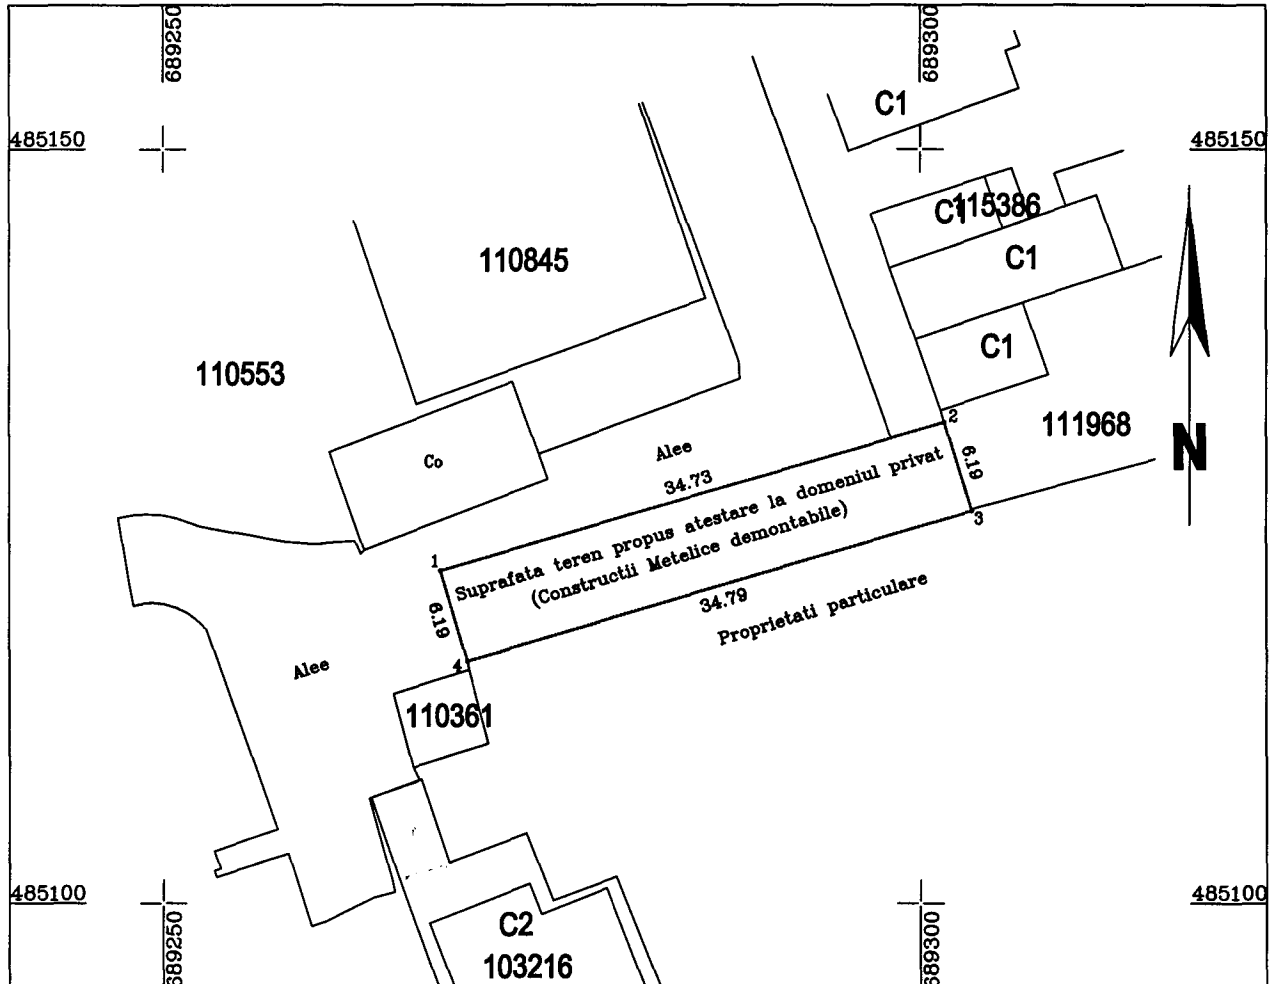 689250
689300
485150
485150
C1
C1
115386
110845
C1
110553
C1
2
111968
N
Alee
Co
34.73
6.19
Suprafata teren propus atestare la domeniul privat
(Constructii Metelice demontabile)
3
1
34.79
6.19
Proprietati particulare
4
Alee
110361
485100
485100
C2
689250
689300
103216